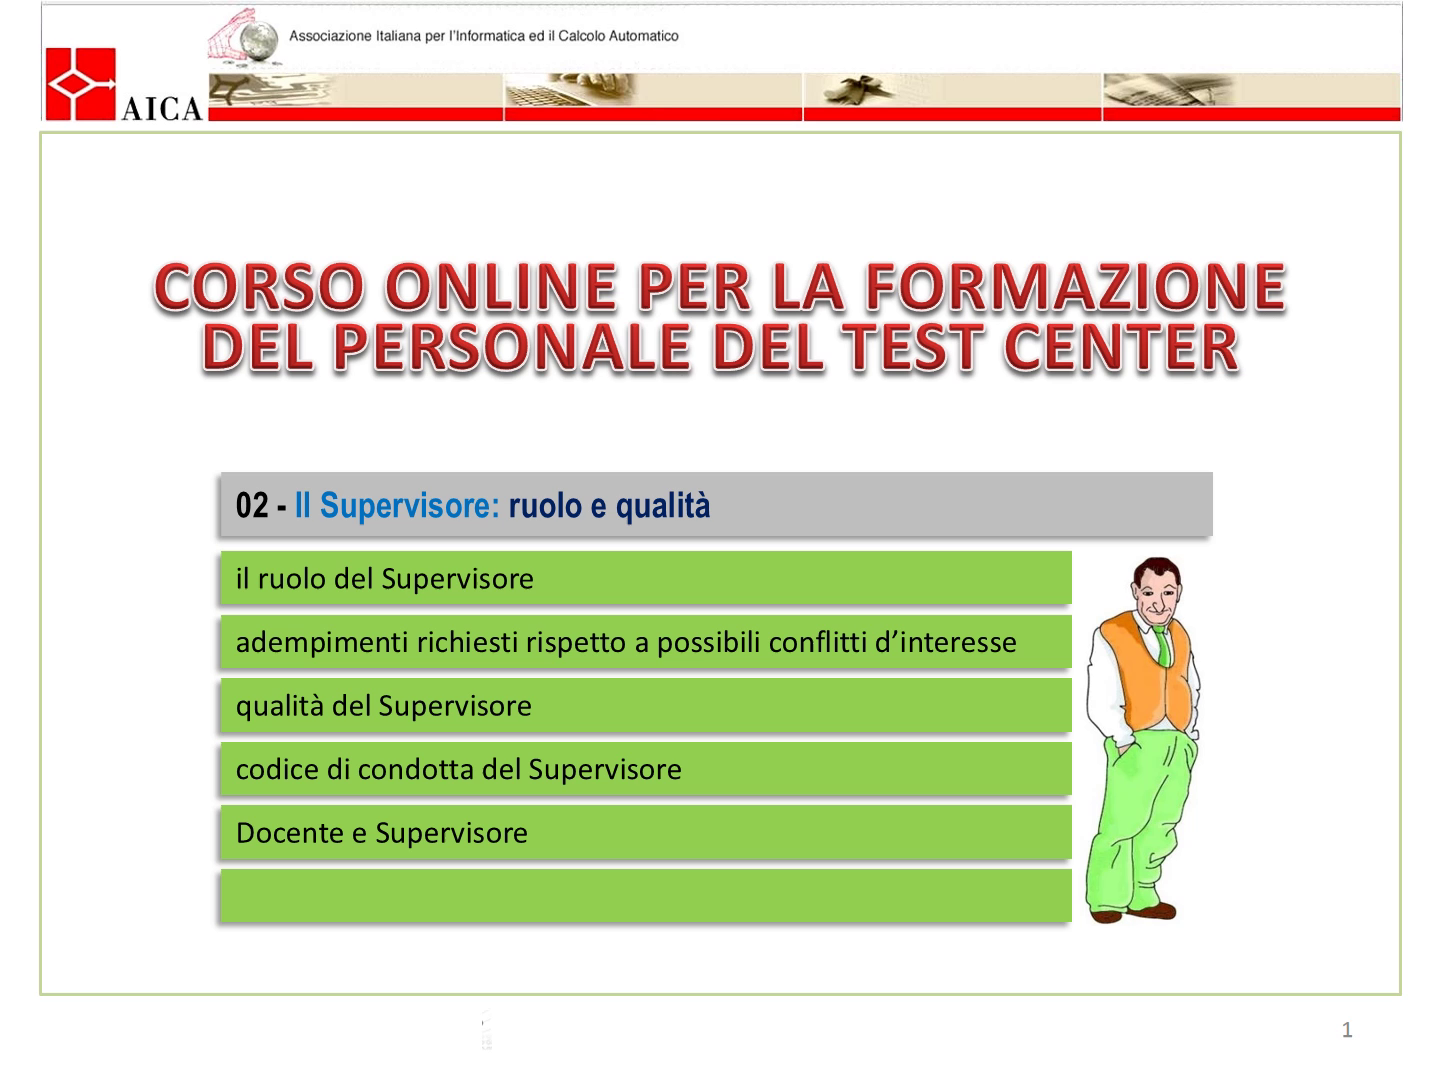 Associazione Italiana per l'Informatica ed il Calcolo Automatico
AICA
CORSO ONLINE PER LA FORMAZIONE
DEL PERSONALE DEL TEST CENTER
02 - Il Supervisore: ruolo e qualità
il ruolo del Supervisore
adempimenti richiesti rispetto a possibili conflitti d’interesse
qualità del Supervisore
codice di condotta del Supervisore
Docente e Supervisore
1